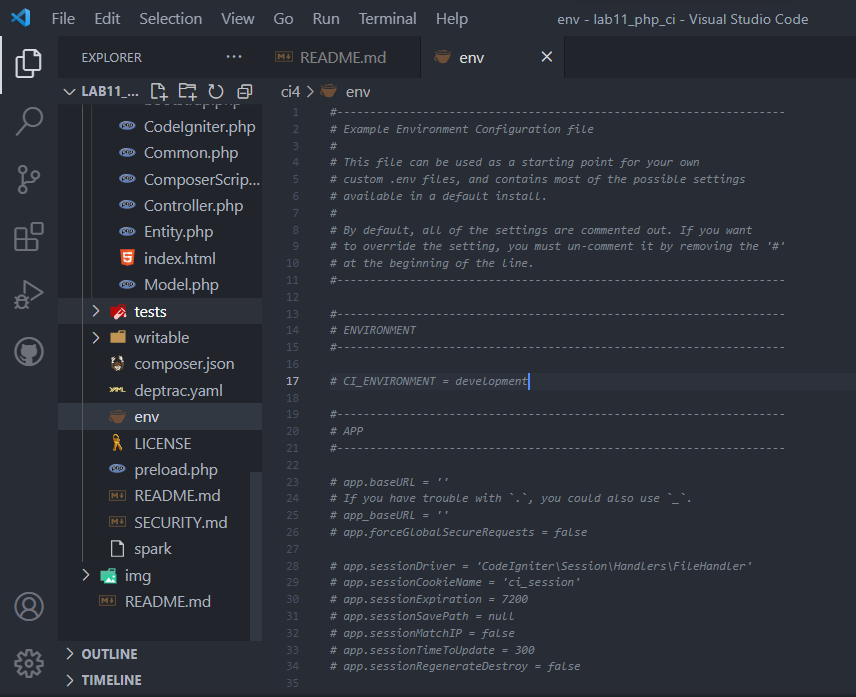 File Edit Selection View Go Run Terminal Help env - lab11_php_ci - Visual Studio Code
EXPLORER ...
README.md
env
LAB11_...
ci4 > env
bootstrap.php
CodeIgniter.php
Common.php
ComposerScrip...
Controller.php
Entity.php
index.html
Model.php
tests
writable
composer.json
deptrac.yaml
env
LICENSE
preload.php
README.md
SECURITY.md
spark
img
README.md
OUTLINE
TIMELINE
1 #---------------------------------------------------------------------
2 # Example Environment Configuration file
3 #
4 # This file can be used as a starting point for your own
5 # custom .env files, and contains most of the possible settings
6 # available in a default install.
7 #
8 # By default, all of the settings are commented out. If you want
9 # to override the setting, you must un-comment it by removing the '#'
10 # at the beginning of the line.
11 #---------------------------------------------------------------------
12
13 #---------------------------------------------------------------------
14 # ENVIRONMENT
15 #---------------------------------------------------------------------
16
17 # CI_ENVIRONMENT = development
18
19 #---------------------------------------------------------------------
20 # APP
21 #---------------------------------------------------------------------
22
23 # app.baseURL = ''
24 # If you have trouble with `.`, you could also use `_`.
25 # app_baseURL = ''
26 # app.forceGlobalSecureRequests = false
27
28 # app.sessionDriver = 'CodeIgniter\Session\Handlers\FileHandler'
29 # app.sessionCookieName = 'ci_session'
30 # app.sessionExpiration = 7200
31 # app.sessionSavePath = null
32 # app.sessionMatchIP = false
33 # app.sessionTimeToUpdate = 300
34 # app.sessionRegenerateDestroy = false
35